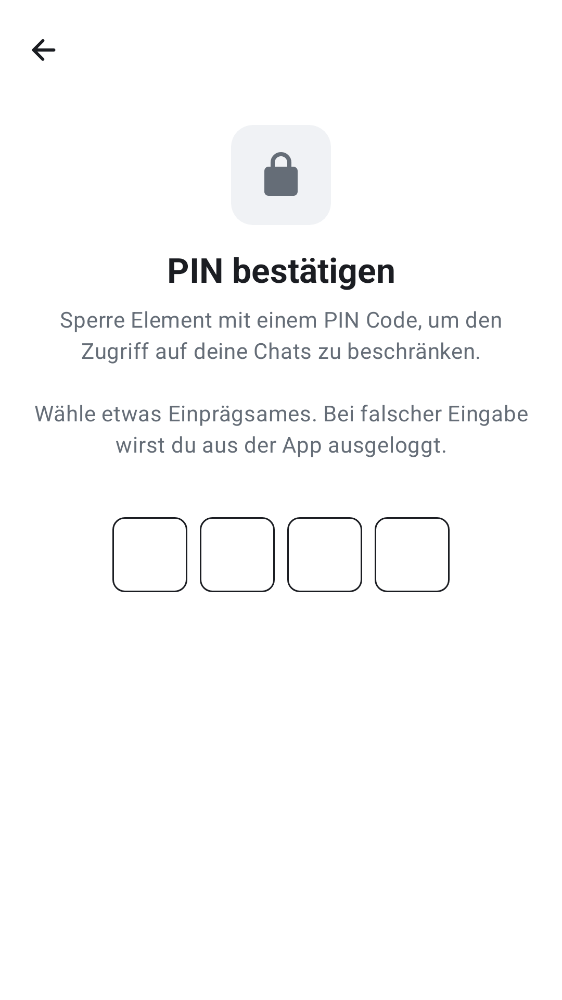 PIN bestätigen
Sperre Element mit einem PIN Code, um den
Zugriff auf deine Chats zu beschränken.
Wähle etwas Einprägsames. Bei falscher Eingabe
wirst du aus der App ausgeloggt.